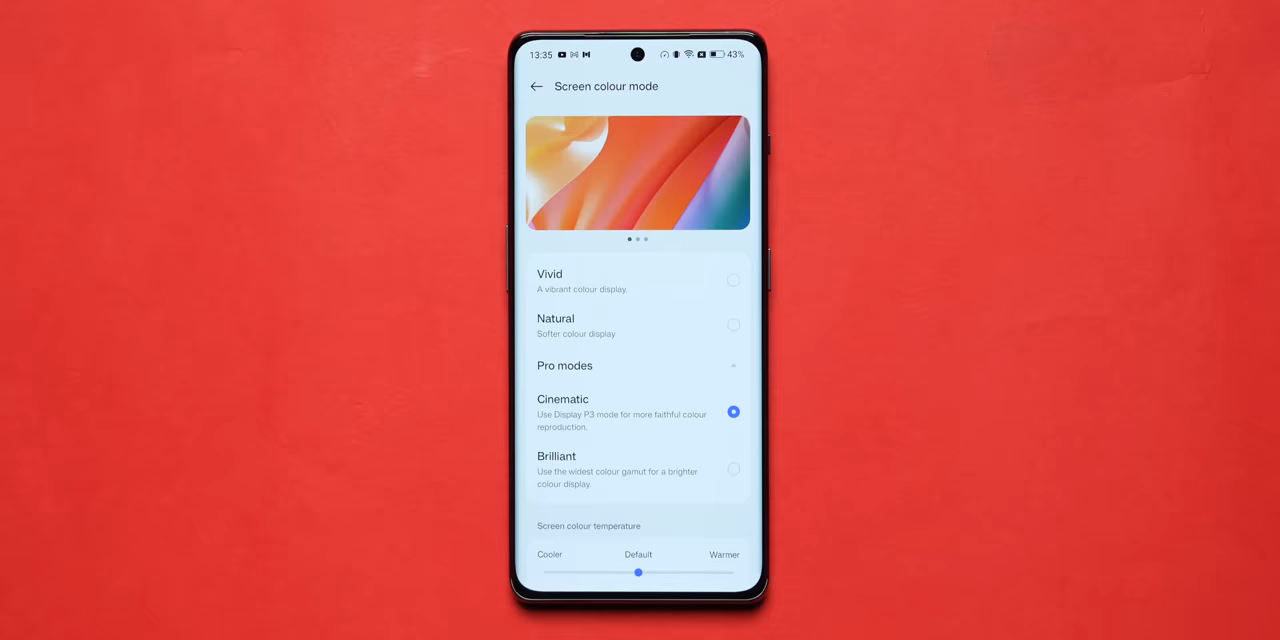 13:35 43%
Screen colour mode
Vivid
A vibrant colour display.
Natural
Softer colour display
Pro modes
Cinematic
Use Display P3 mode for more faithful colour
reproduction.
Brilliant
Use the widest colour gamut for a brighter
colour display.
Screen colour temperature
Cooler Default Warmer